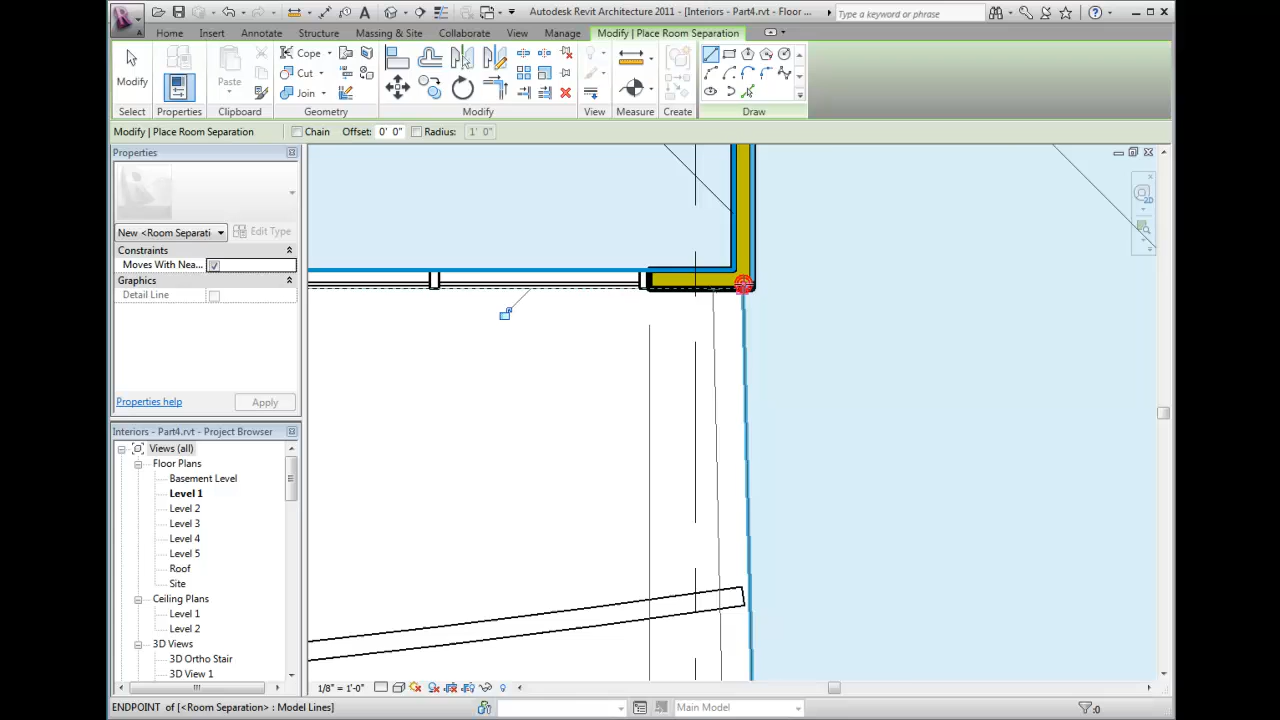 Autodesk Revit Architecture 2011 - [Interiors - Part4.rvt - Floor ...
Type a keyword or phrase
Home Insert Annotate Structure Massing & Site Collaborate View Manage Modify | Place Room Separation
Modify Paste Cope Cut Join
Select Properties Clipboard Geometry Modify View Measure Create Draw
Modify | Place Room Separation Chain Offset: 0' 0" Radius: 1' 0"
Properties
New <Room Separati Edit Type
Constraints
Moves With Nea...
Graphics
Detail Line
Properties help Apply
Interiors - Part4.rvt - Project Browser
Views (all)
Floor Plans
Basement Level
Level 1
Level 2
Level 3
Level 4
Level 5
Roof
Site
Ceiling Plans
Level 1
Level 2
3D Views
3D Ortho Stair
3D View 1
1/8" = 1'-0"
ENDPOINT of [<Room Separation> : Model Lines] Main Model :0
2D